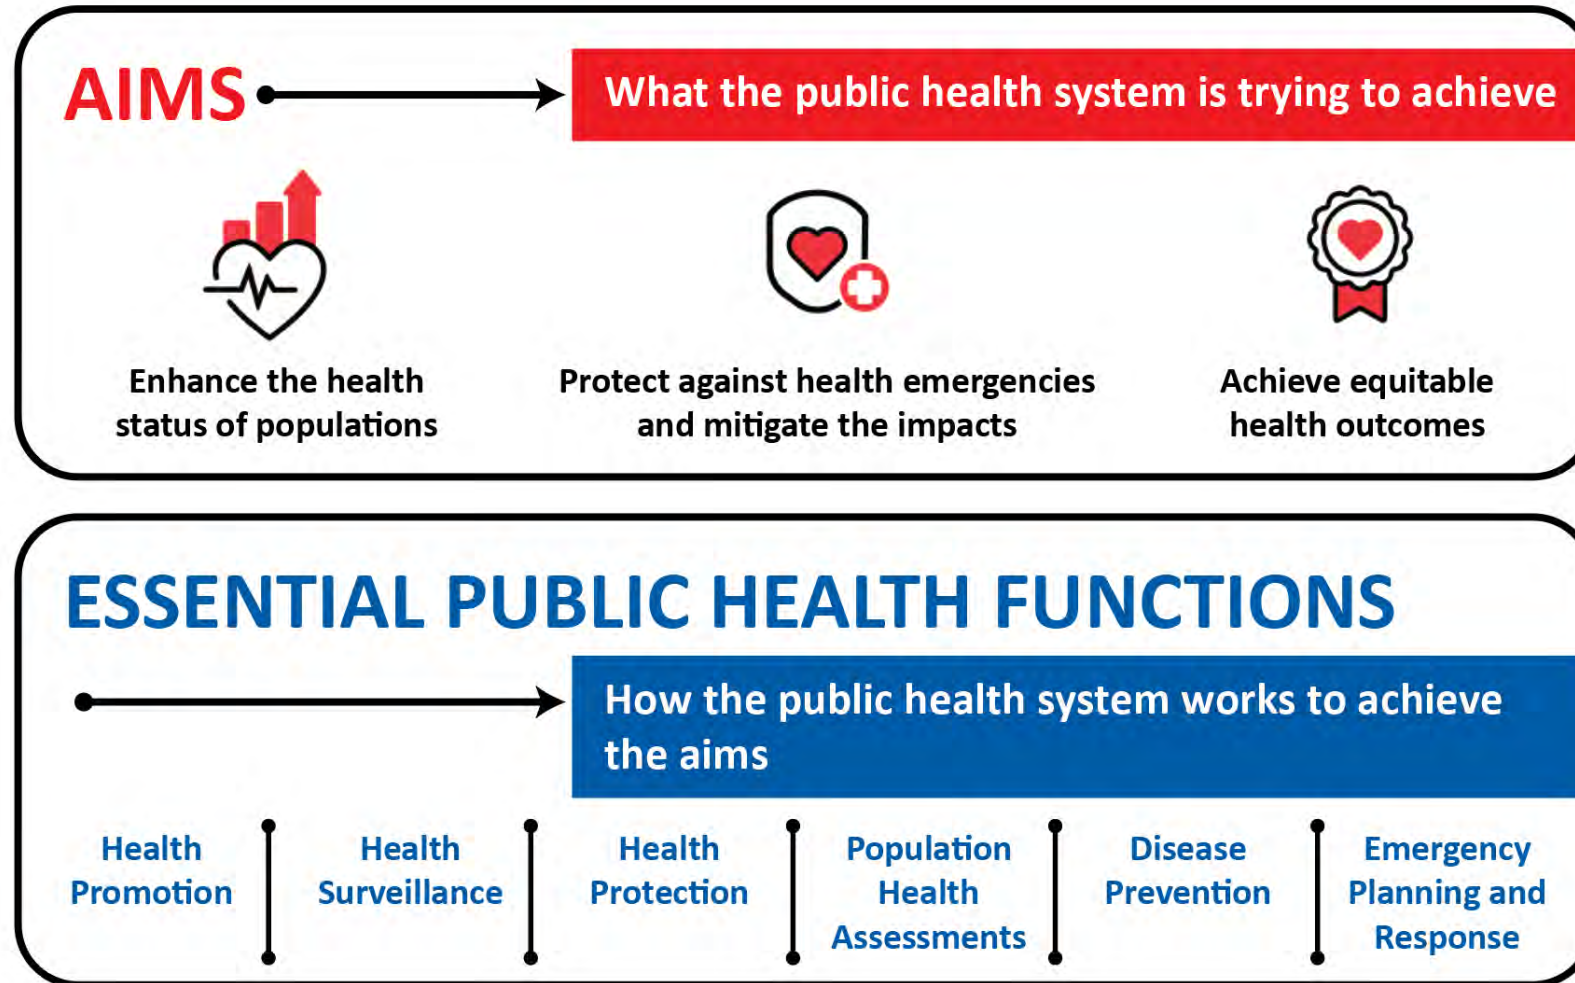 AIMS
What the public health system is trying to achieve
Enhance the health
status of populations
Protect against health emergencies
and mitigate the impacts
Achieve equitable
health outcomes
ESSENTIAL PUBLIC HEALTH FUNCTIONS
How the public health system works to achieve
the aims
Health
Promotion
Health
Surveillance
Health
Protection
Population
Health
Assessments
Disease
Prevention
Emergency
Planning and
Response